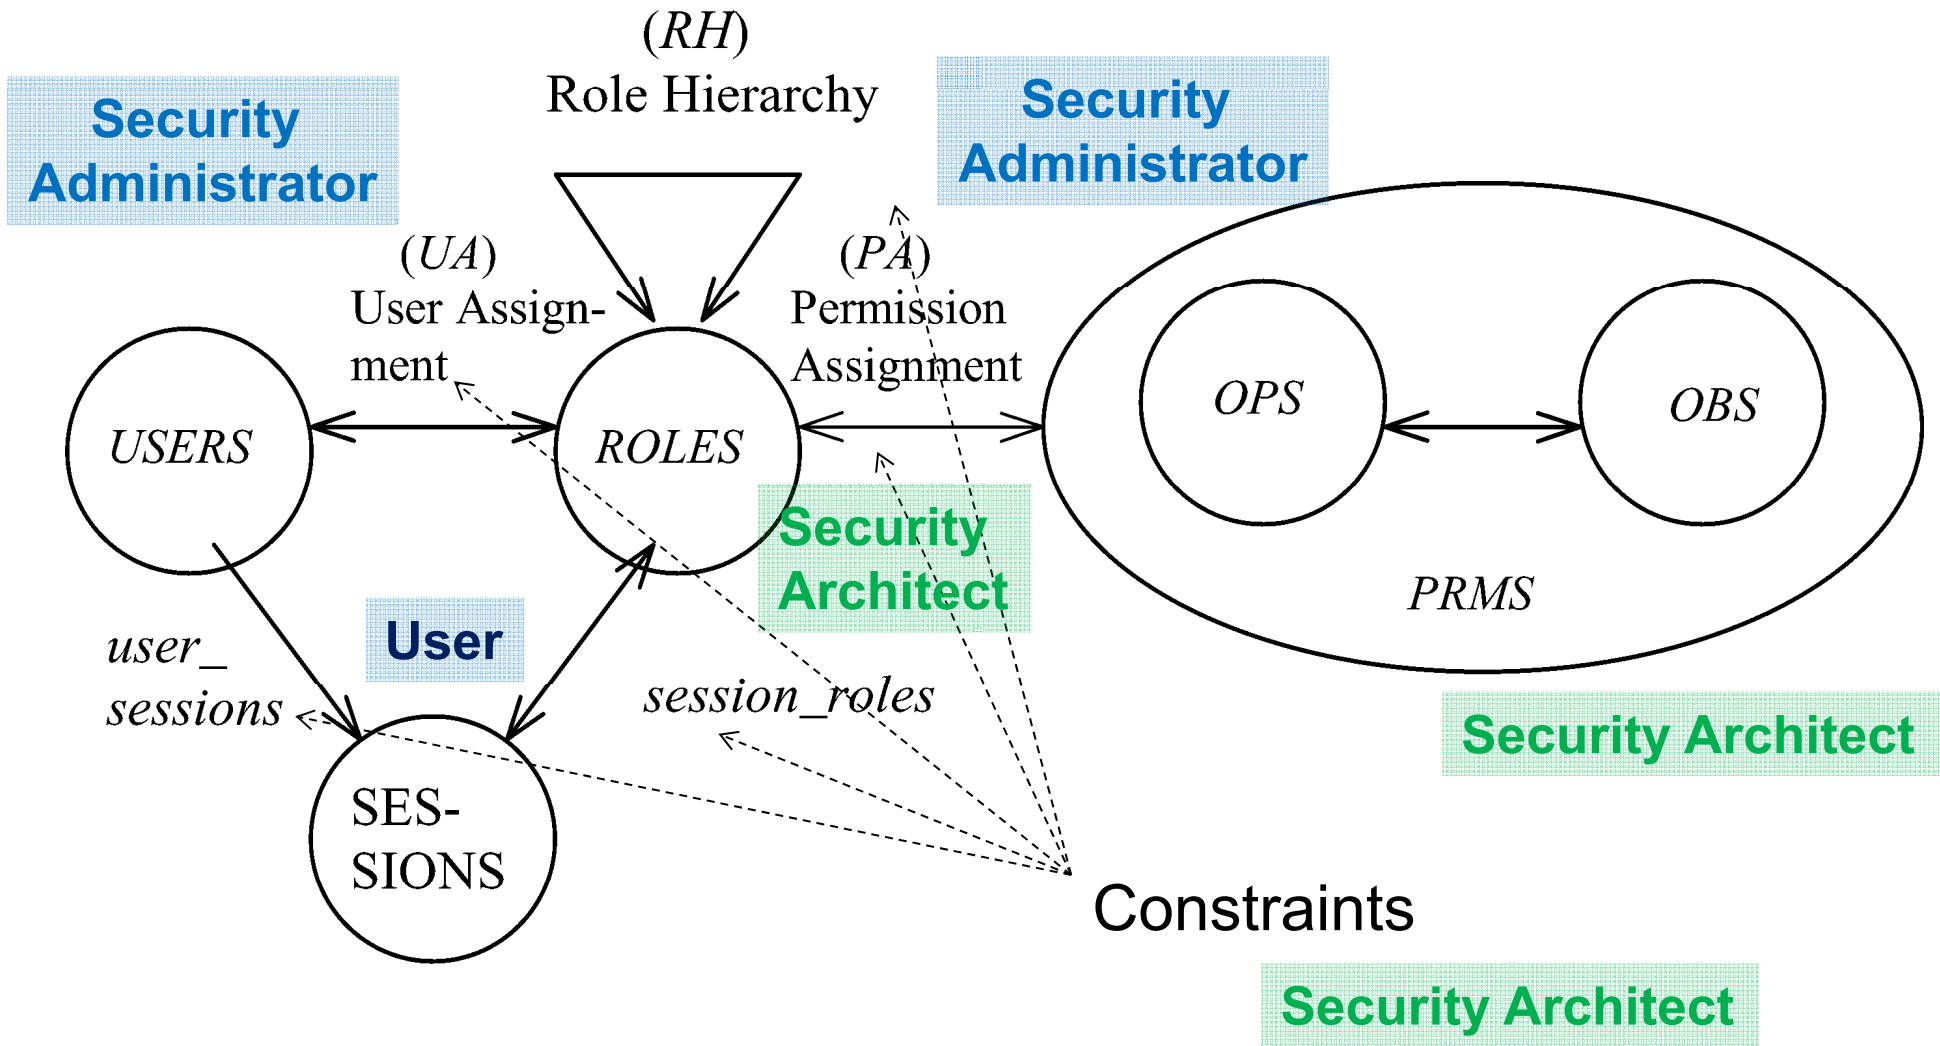 (RH)
Role Hierarchy
Security
Administrator
Security
Administrator
(UA)
User Assign-
ment
(PA)
Permission
Assignment
USERS
ROLES
OPS
OBS
PRMS
Security
Architect
User
user_
sessions
session_roles
Security Architect
SES-
SIONS
Constraints
Security Architect